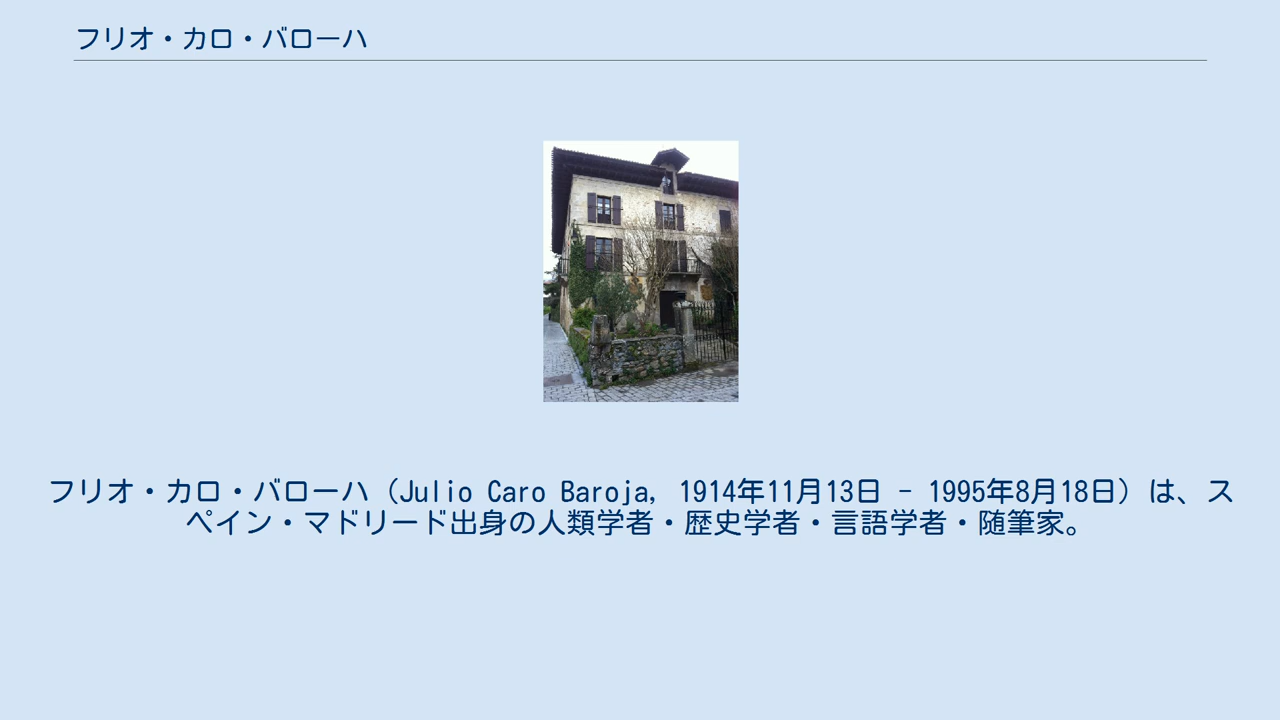 フリオ・カロ・バローハ
フリオ・カロ・バローハ（Julio Caro Baroja, 1914年11月13日 - 1995年8月18日）は、ス
ペイン・マドリード出身の人類学者・歴史学者・言語学者・随筆家。